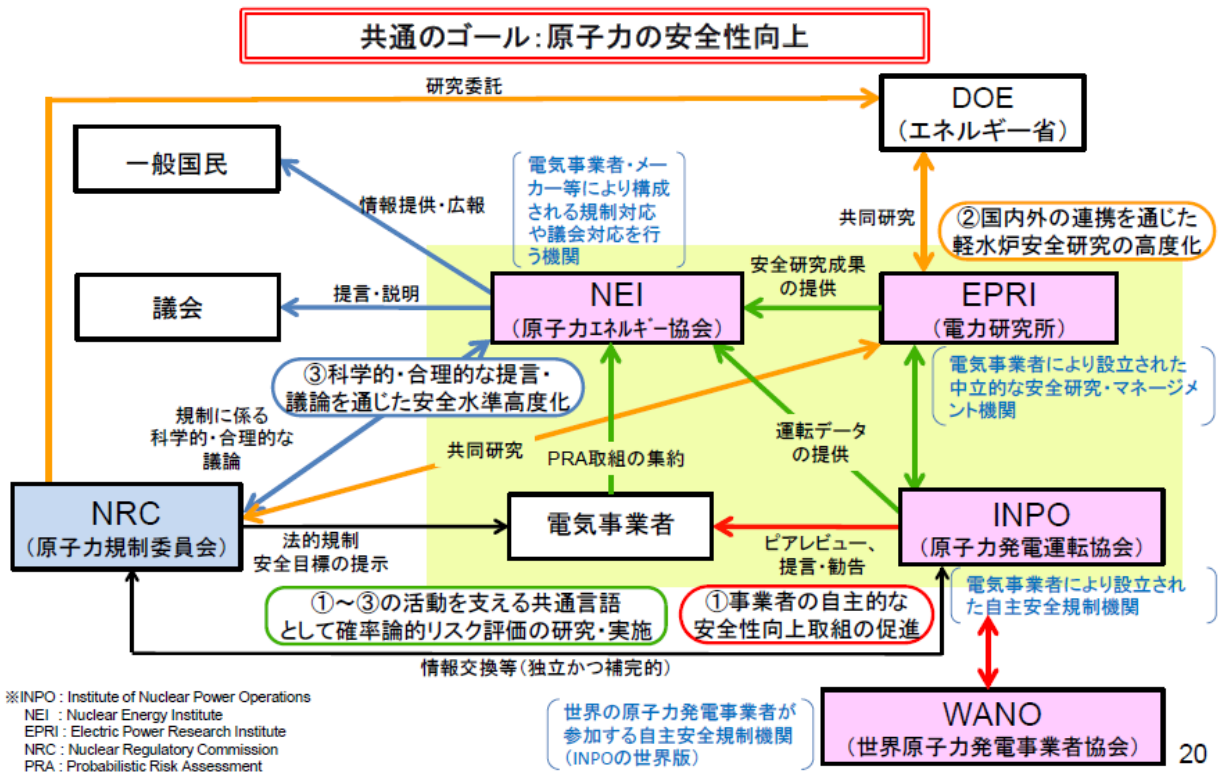 共通のゴール：原子力の安全性向上
研究委託
DOE
（エネルギー省）
一般国民
電気事業者・メー
カー等により構成
される規制対応
や議会対応を行
う機関
情報提供・広報
共同研究
②国内外の連携を通じた
軽水炉安全研究の高度化
安全研究成果
の提供
議会
提言・説明
NEI
（原子力ｴﾈﾙｷﾞｰ協会）
EPRI
（電力研究所）
③科学的・合理的な提言・
議論を通じた安全水準高度化
電気事業者により設立された
中立的な安全研究・マネージメ
ント機関
規制に係る
科学的・合理的な
議論
共同研究
PRA取組の集約
運転データ
の提供
NRC
（原子力規制委員会）
電気事業者
INPO
（原子力発電運転協会）
法的規制
安全目標の提示
ピアレビュー、
提言・勧告
電気事業者により設立され
た自主安全規制機関
①～③の活動を支える共通言語
として確率論的リスク評価の研究・実施
①事業者の自主的な
安全性向上取組の促進
情報交換等（独立かつ補完的）
※INPO : Institute of Nuclear Power Operations
NEI : Nuclear Energy Institute
EPRI : Electric Power Research Institute
NRC : Nuclear Regulatory Commission
PRA : Probabilistic Risk Assessment
世界の原子力発電事業者が
参加する自主安全規制機関
（INPOの世界版）
WANO
（世界原子力発電事業者協会）
20